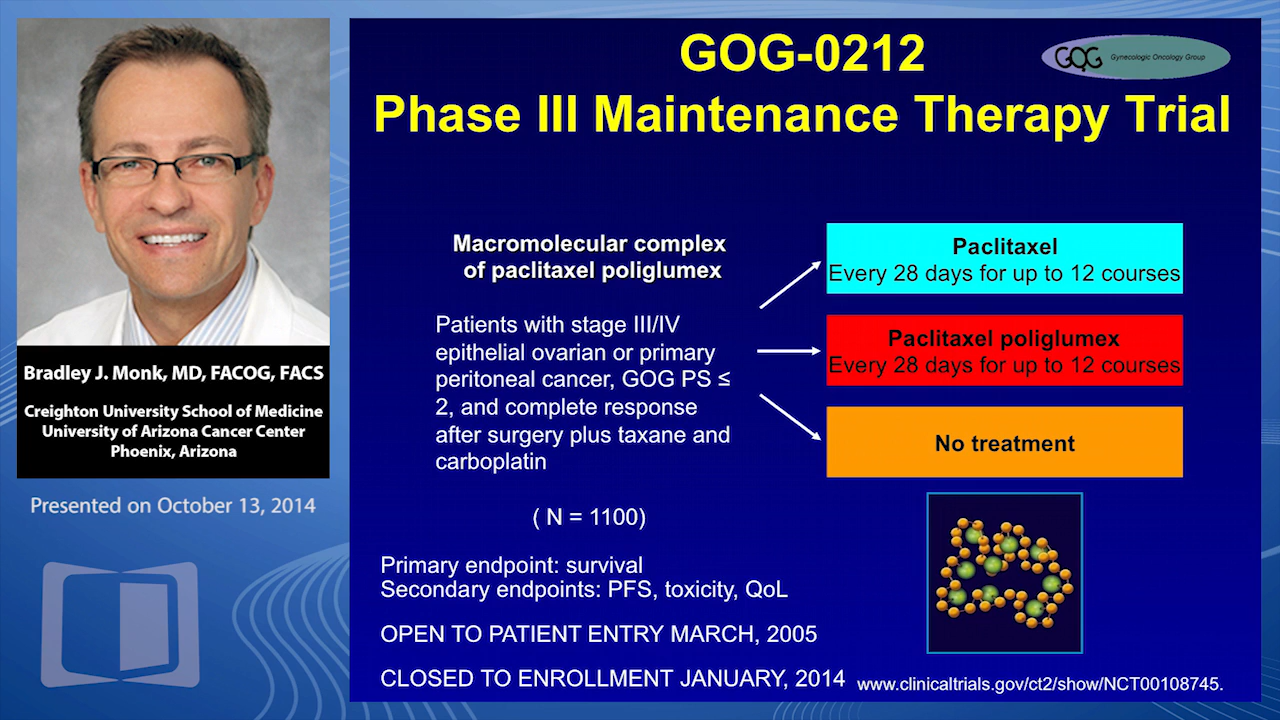 GOG-0212
GOG Gynecologic Oncology Group
Phase III Maintenance Therapy Trial
Macromolecular complex
of paclitaxel poliglumex
Patients with stage III/IV
epithelial ovarian or primary
peritoneal cancer, GOG PS ≤
2, and complete response
after surgery plus taxane and
carboplatin
( N = 1100)
Paclitaxel
Every 28 days for up to 12 courses
Paclitaxel poliglumex
Every 28 days for up to 12 courses
No treatment
Primary endpoint: survival
Secondary endpoints: PFS, toxicity, QoL
OPEN TO PATIENT ENTRY MARCH, 2005
CLOSED TO ENROLLMENT JANUARY, 2014
www.clinicaltrials.gov/ct2/show/NCT00108745.
Bradley J. Monk, MD, FACOG, FACS
Creighton University School of Medicine
University of Arizona Cancer Center
Phoenix, Arizona
Presented on October 13, 2014